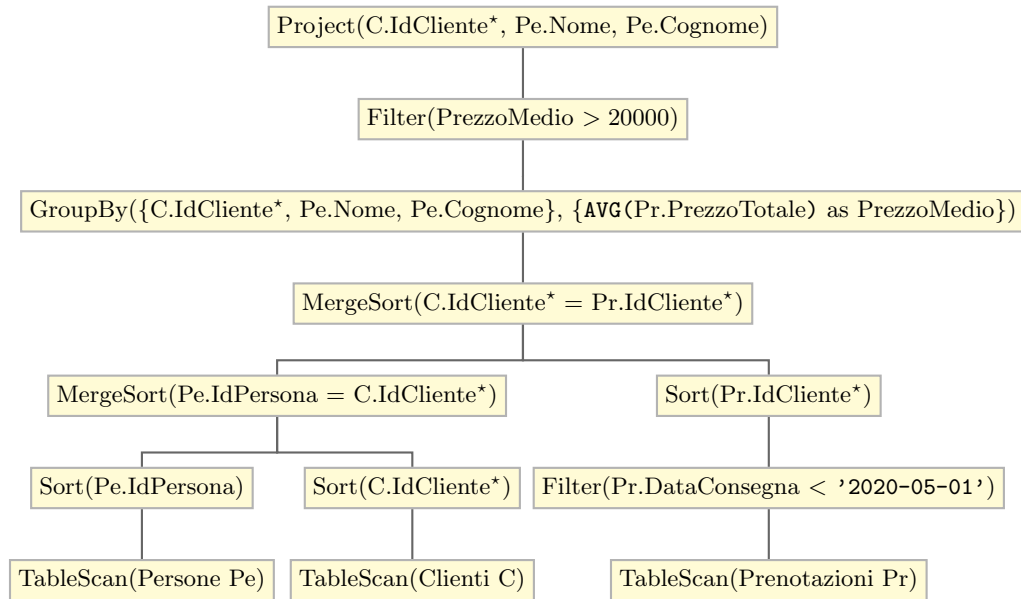 Project(C.IdCliente*, Pe.Nome, Pe.Cognome)
Filter(PrezzoMedio > 20000)
GroupBy({C.IdCliente*, Pe.Nome, Pe.Cognome}, {AVG(Pr.PrezzoTotale) as PrezzoMedio})
MergeSort(C.IdCliente* = Pr.IdCliente*)
MergeSort(Pe.IdPersona = C.IdCliente*)
Sort(Pr.IdCliente*)
Sort(Pe.IdPersona)
Sort(C.IdCliente*)
Filter(Pr.DataConsegna < '2020-05-01')
TableScan(Persone Pe)
TableScan(Clienti C)
TableScan(Prenotazioni Pr)